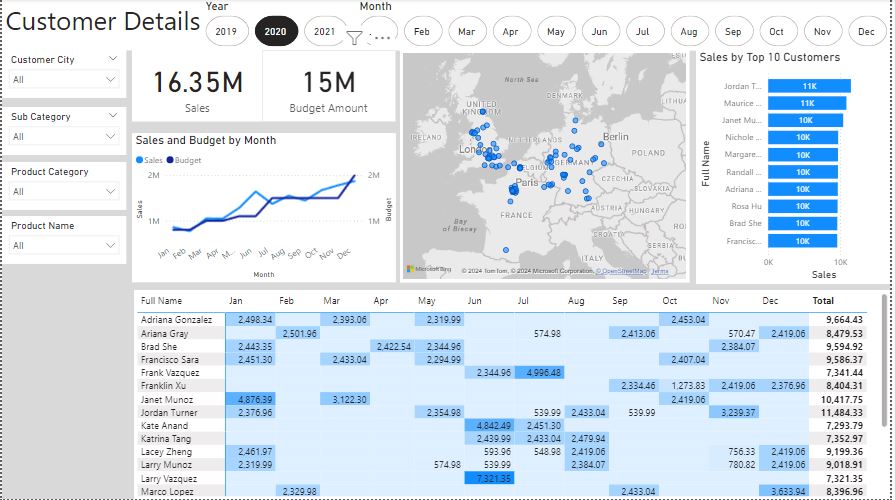 Customer Details
Year
2019
2020
2021
Month
Feb
Mar
Apr
May
Jun
Jul
Aug
Sep
Oct
Nov
Dec
Customer City
All
Sub Category
All
Product Category
All
Product Name
All
16.35M
Sales
15M
Budget Amount
Sales and Budget by Month
Sales Budget
2M
1M
Sales
2M
1M
Budget
Jan Feb Mar Apr M... Jun Jul Aug Sep Oct Nov Dec
Month
North Sea
UNITED KINGDOM
DENMARK
LITHUA
IRELAND
NETHERLANDS
Berlin
London
POLAND
BELGIUM
GERMANY
Paris
CZECHIA
SLOVAKIA
FRANCE
AUSTRIA
HUNGARY
Bay of Biscay
CROATIA
SERBIA
ITALY
Microsoft Bing
© 2024 TomTom, © 2024 Microsoft Corporation, © OpenStreetMap Terms
Sales by Top 10 Customers
Full Name
Jordan T... 11K
Maurice ... 11K
Janet Mu... 10K
Nichole ... 10K
Margare... 10K
Randall ... 10K
Adriana ... 10K
Rosa Hu 10K
Brad She 10K
Francisc... 10K
0K 10K
Sales
Full Name Jan Feb Mar Apr May Jun Jul Aug Sep Oct Nov Dec Total
Adriana Gonzalez 2,498.34 2,393.06 2,319.99 2,453.04 9,664.43
Ariana Gray 2,501.96 574.98 2,413.06 570.47 2,419.06 8,479.53
Brad She 2,443.35 2,422.54 2,344.96 2,384.07 9,594.92
Francisco Sara 2,451.30 2,433.04 2,294.99 2,407.04 9,586.37
Frank Vazquez 2,344.96 4,996.48 7,341.44
Franklin Xu 2,334.46 1,273.83 2,419.06 2,376.96 8,404.31
Janet Munoz 4,876.39 3,122.30 2,419.06 10,417.75
Jordan Turner 2,376.96 2,354.98 539.99 2,433.04 539.99 3,239.37 11,484.33
Kate Anand 4,842.49 2,451.30 7,293.79
Katrina Tang 2,439.99 2,433.04 2,479.94 7,352.97
Lacey Zheng 2,461.97 593.96 548.98 2,419.06 756.33 2,419.06 9,199.36
Larry Munoz 2,319.99 574.98 539.99 2,384.07 780.82 2,419.06 9,018.91
Larry Vazquez 7,321.35 7,321.35
Marco Lopez 2,329.98 2,433.04 3,633.94 8,396.96